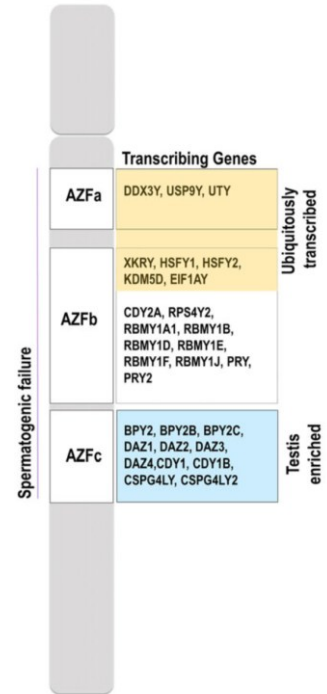 Transcribing Genes
AZFa
DDX3Y, USP9Y, UTY
Ubiquitously
transcribed
XKRY, HSFY1, HSFY2,
KDM5D, EIF1AY
AZFb
CDY2A, RPS4Y2,
RBMY1A1, RBMY1B,
RBMY1D, RBMY1E,
RBMY1F, RBMY1J, PRY,
PRY2
Spermatogenic failure
AZFc
BPY2, BPY2B, BPY2C,
DAZ1, DAZ2, DAZ3,
DAZ4,CDY1, CDY1B,
CSPG4LY, CSPG4LY2
Testis
enriched